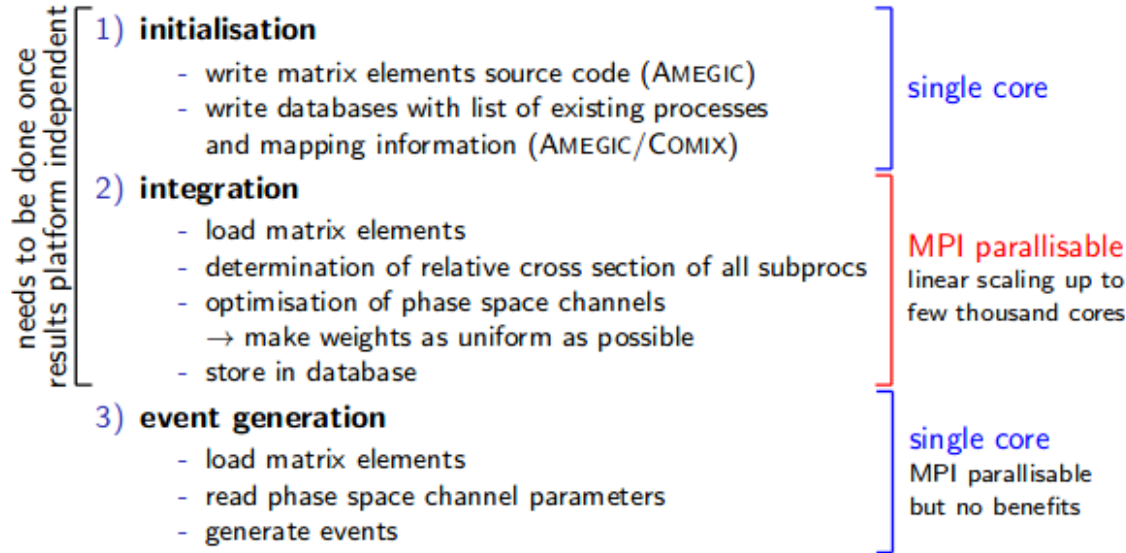 needs to be done once
results platform independent
1) initialisation
- write matrix elements source code (AMEGIC)
- write databases with list of existing processes
and mapping information (AMEGIC/COMIX)
single core
2) integration
- load matrix elements
- determination of relative cross section of all subprocs
- optimisation of phase space channels
→ make weights as uniform as possible
- store in database
MPI parallisable
linear scaling up to
few thousand cores
3) event generation
- load matrix elements
- read phase space channel parameters
- generate events
single core
MPI parallisable
but no benefits